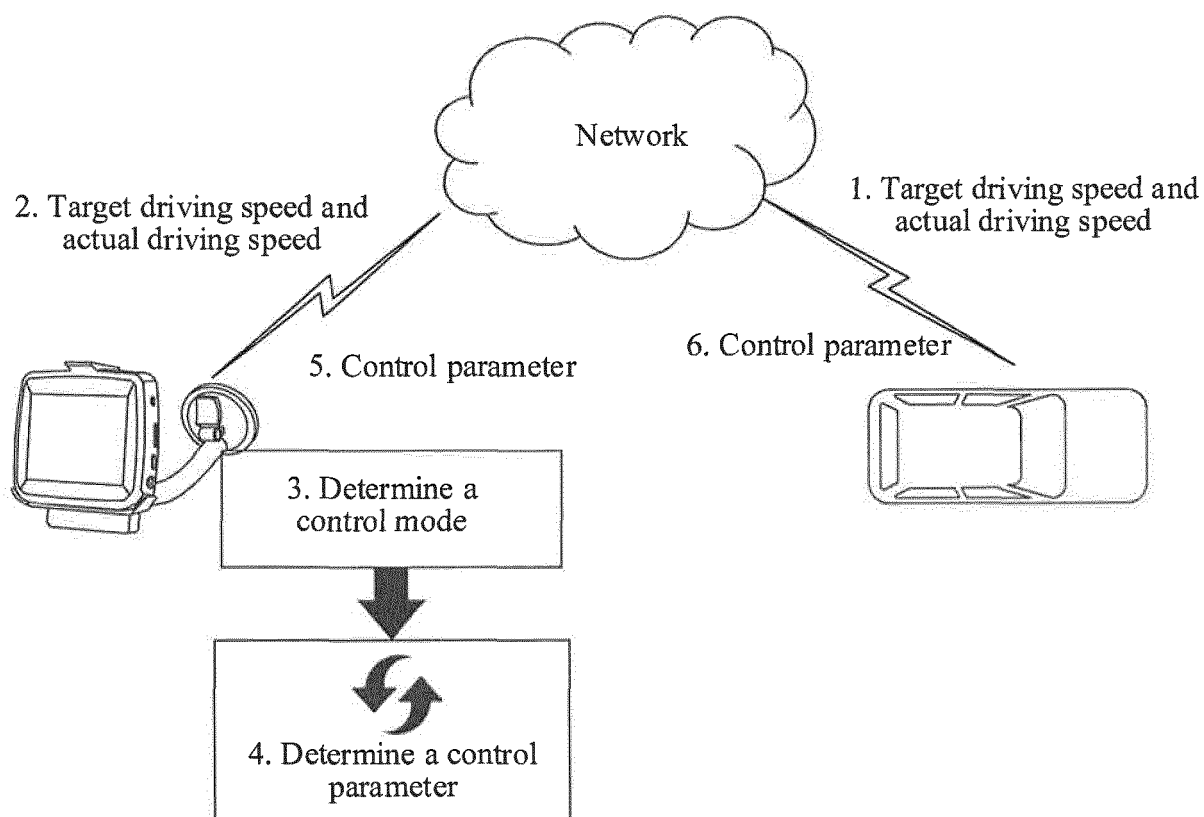 Network
1. Target driving speed and
actual driving speed
2. Target driving speed and
actual driving speed
6. Control parameter
5. Control parameter
3. Determine a
control mode
4. Determine a control
parameter